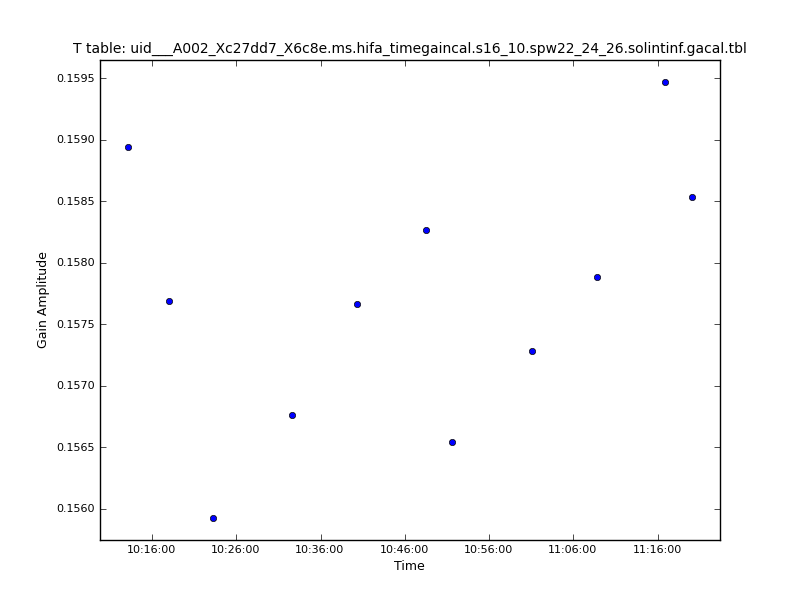 T table: uid___A002_Xc27dd7_X6c8e.ms.hifa_timegaincal.s16_10.spw22_24_26.solintinf.gacal.tbl
0.1595
0.1590
0.1585
0.1580
0.1575
0.1570
0.1565
0.1560
Gain Amplitude
10:16:00 10:26:00 10:36:00 10:46:00 10:56:00 11:06:00 11:16:00
Time